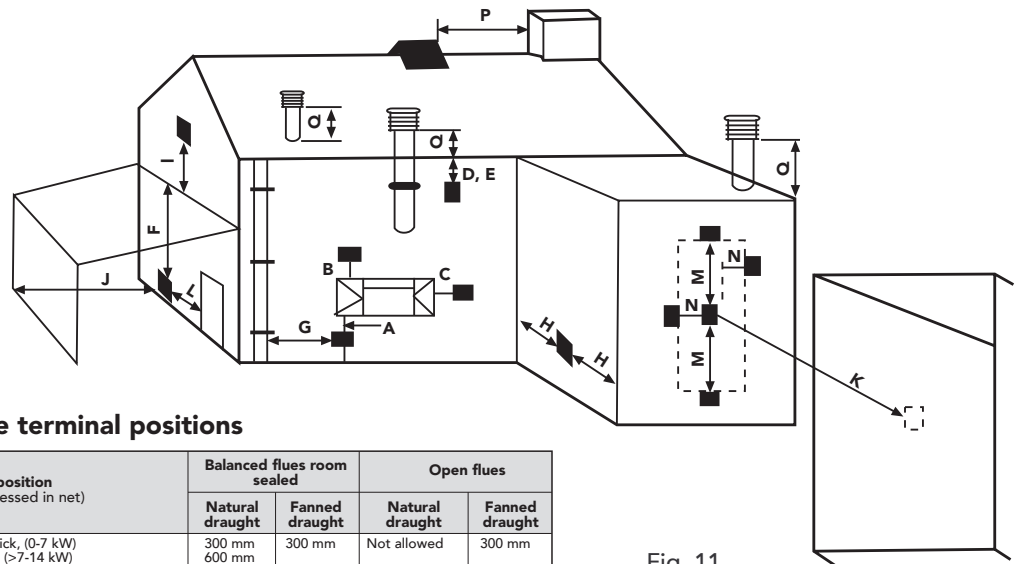 P
Q
Q
I
D, E
Q
F
B
C
N
M
J
L
N
G
A
H
H
M
K
e terminal positions
position
essed in net)
Balanced flues room
sealed
Open flues
Natural
draught
Fanned
draught
Natural
draught
Fanned
draught
ick, (0-7 kW)
(>7-14 kW)
300 mm
600 mm
300 mm
Not allowed
300 mm
Fig. 11